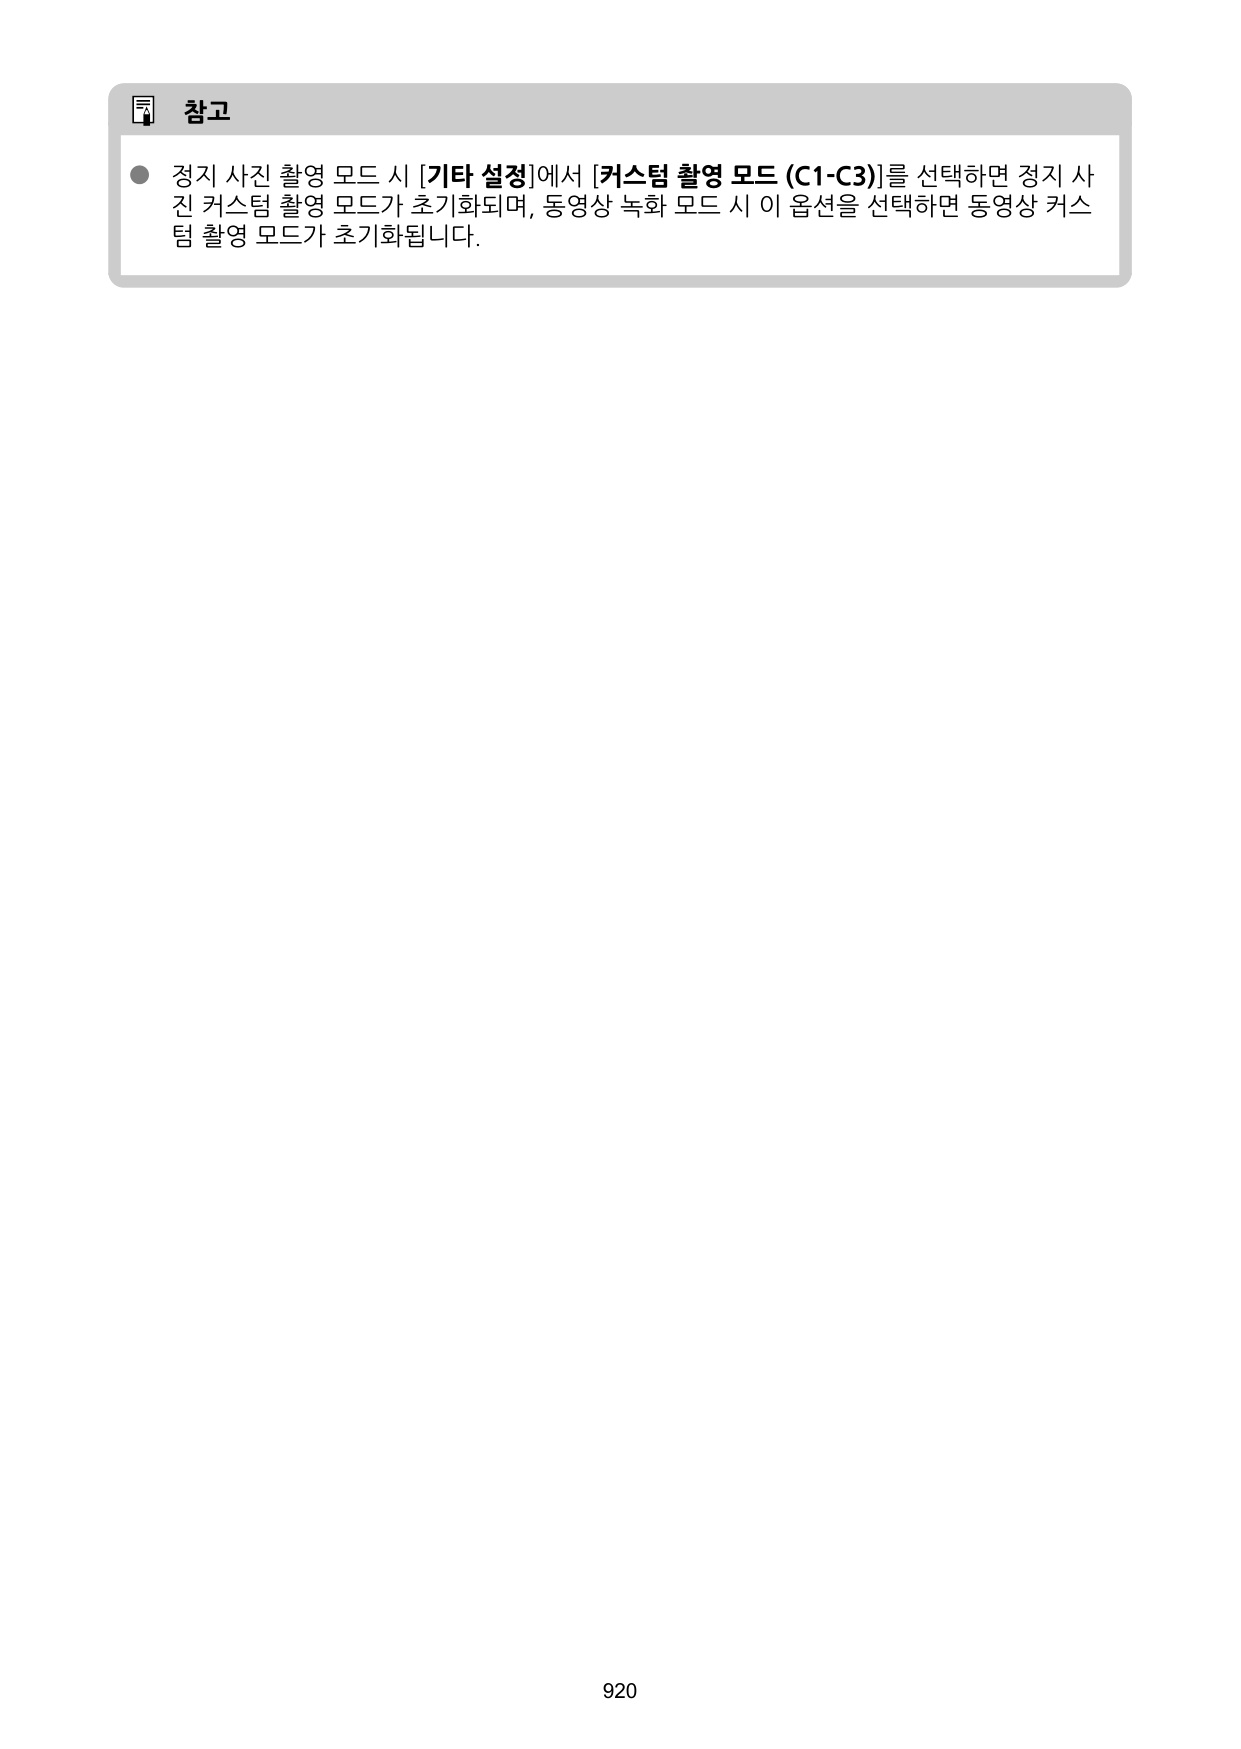 참고
● 정지 사진 촬영 모드 시 [기타 설정]에서 [커스텀 촬영 모드 (C1-C3)]를 선택하면 정지 사
진 커스텀 촬영 모드가 초기화되며, 동영상 녹화 모드 시 이 옵션을 선택하면 동영상 커스
텀 촬영 모드가 초기화됩니다.
920